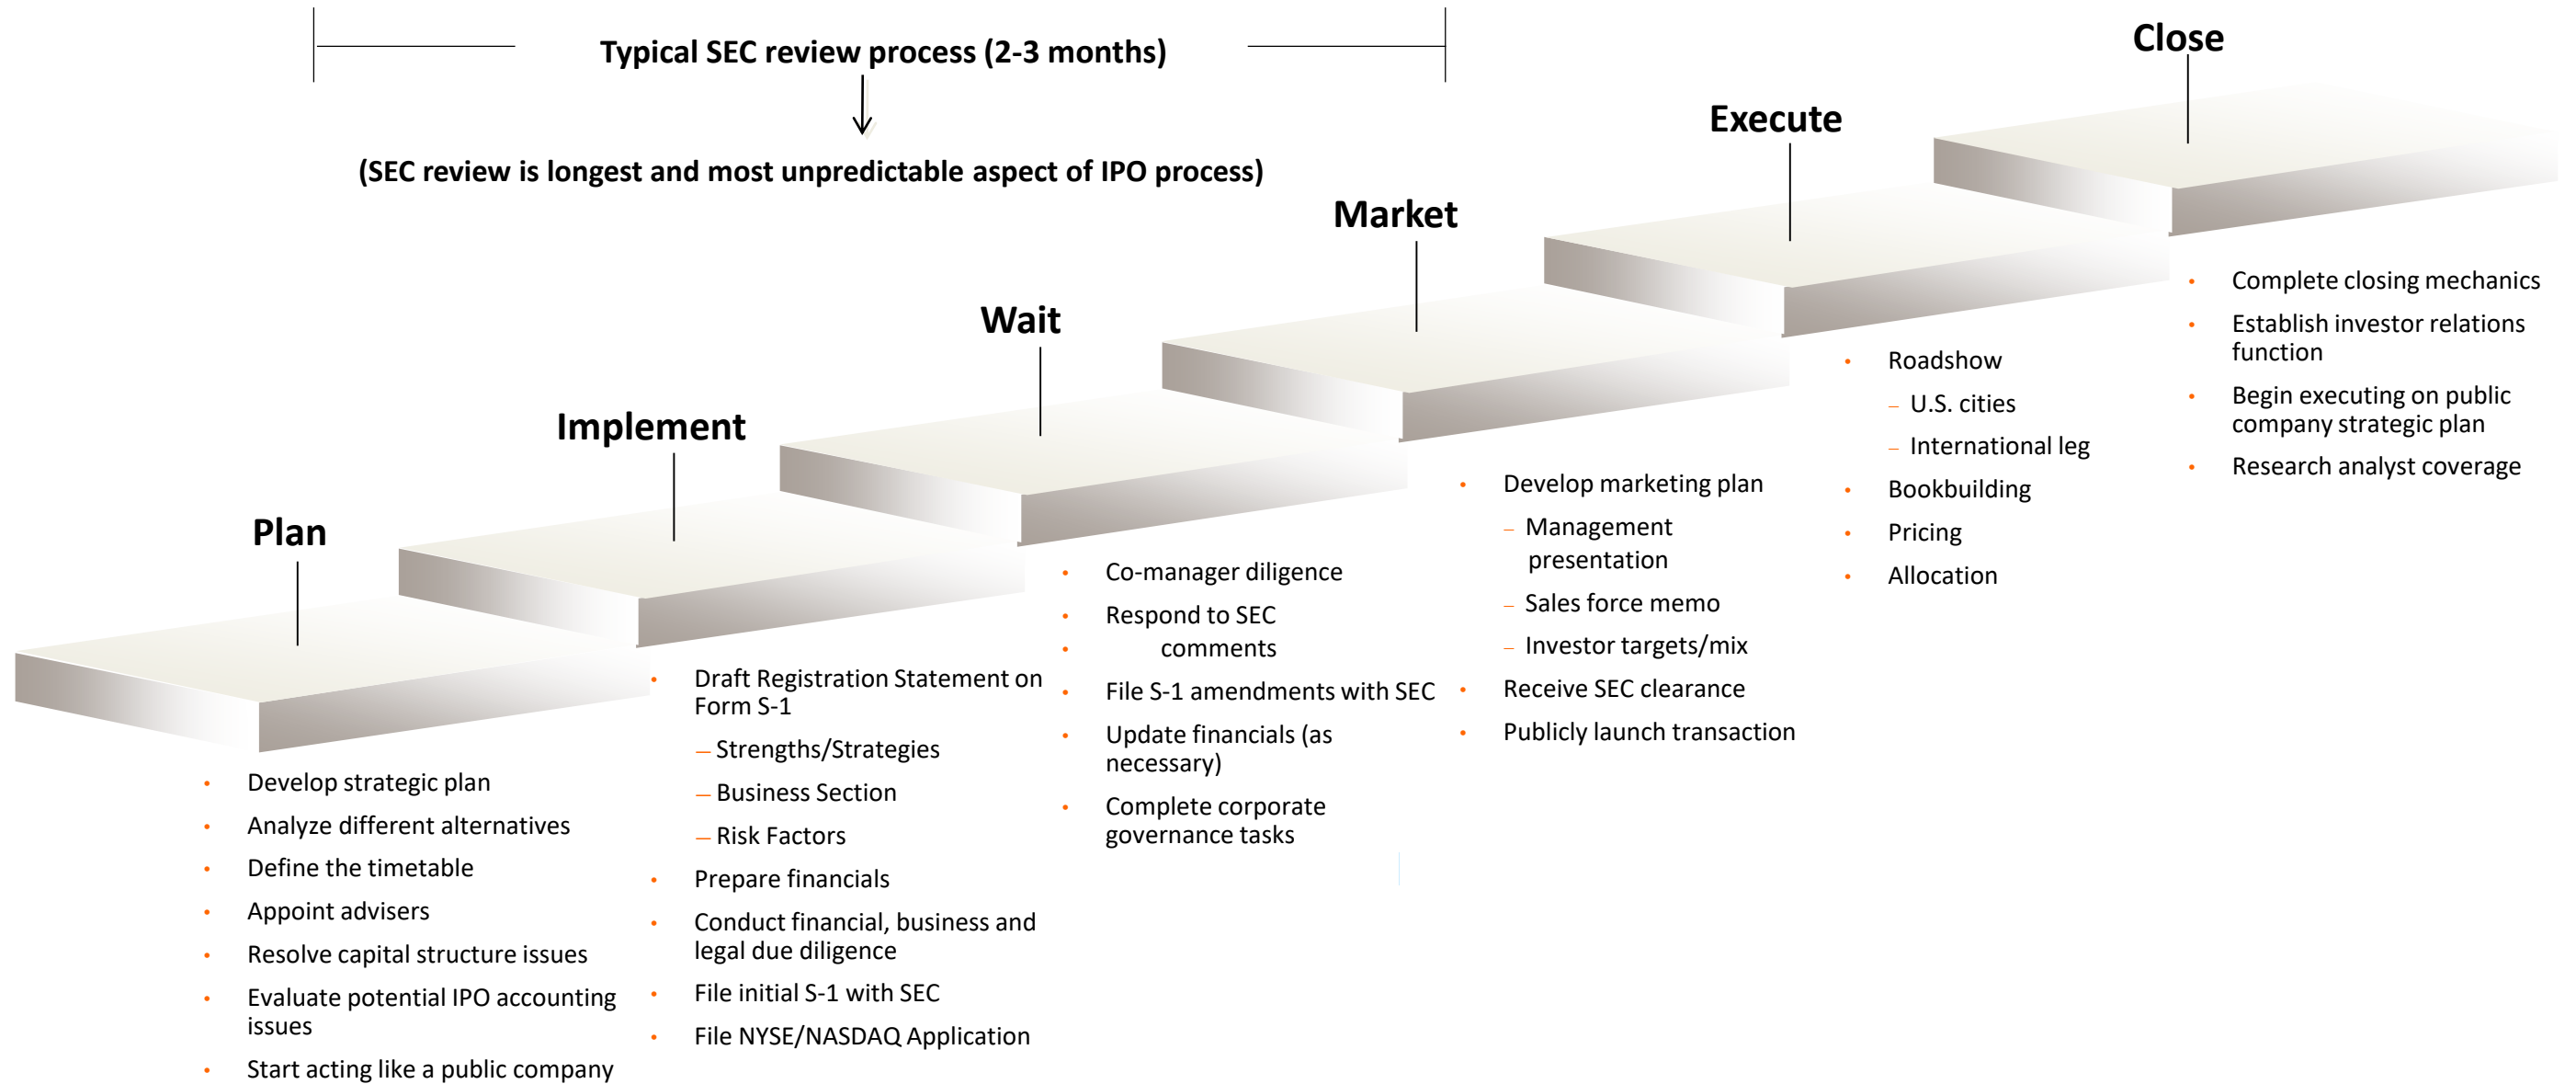 Typical SEC review process (2-3 months)
(SEC review is longest and most unpredictable aspect of IPO process)
Plan
• Develop strategic plan
• Analyze different alternatives
• Define the timetable
• Appoint advisers
• Resolve capital structure issues
• Evaluate potential IPO accounting
issues
• Start acting like a public company
Implement
• Draft Registration Statement on
Form S-1
– Strengths/Strategies
– Business Section
– Risk Factors
• Prepare financials
• Conduct financial, business and
legal due diligence
• File initial S-1 with SEC
• File NYSE/NASDAQ Application
Wait
• Co-manager diligence
• Respond to SEC
• comments
• File S-1 amendments with SEC
• Update financials (as
necessary)
• Complete corporate
governance tasks
Market
• Develop marketing plan
– Management
presentation
– Sales force memo
– Investor targets/mix
• Receive SEC clearance
• Publicly launch transaction
Execute
• Roadshow
– U.S. cities
– International leg
• Bookbuilding
• Pricing
• Allocation
Close
• Complete closing mechanics
• Establish investor relations
function
• Begin executing on public
company strategic plan
• Research analyst coverage